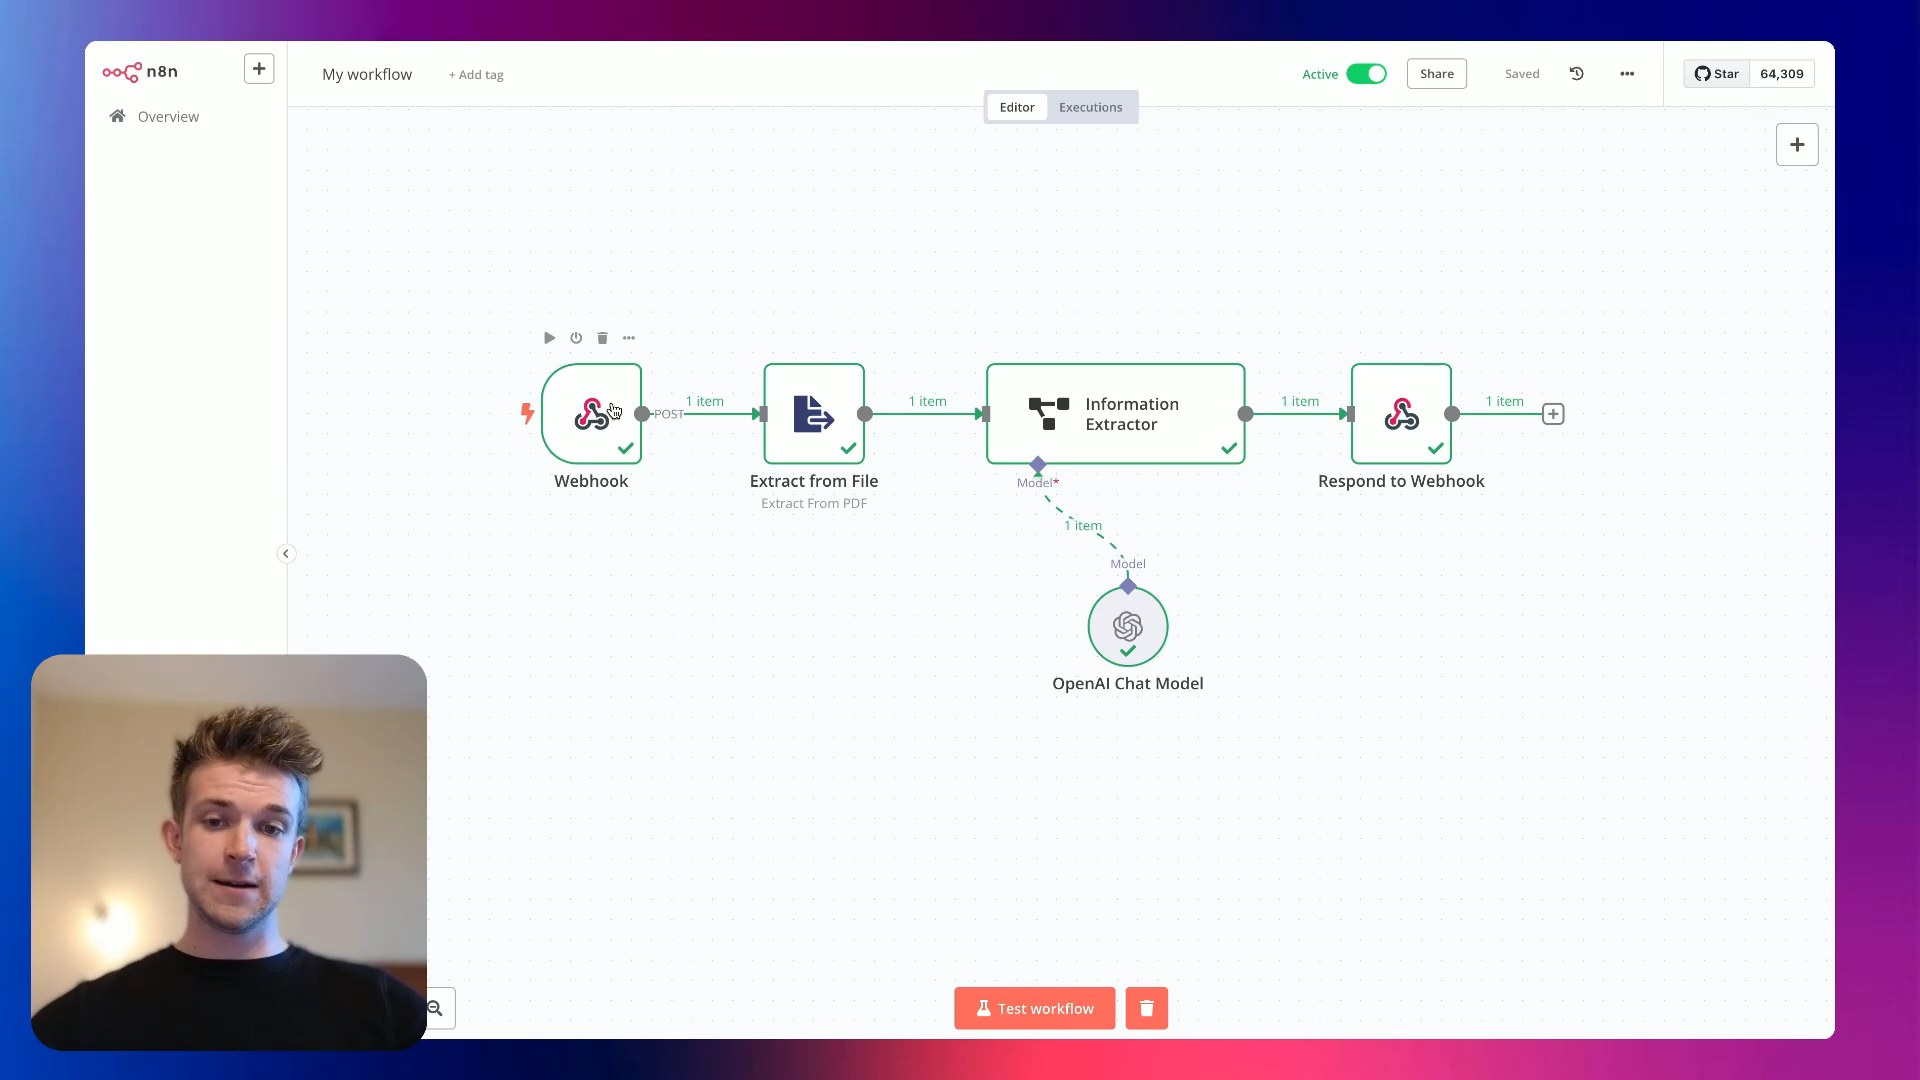 n8n
My workflow
+ Add tag
Active
Share
Saved
Star
64,309
Overview
Editor
Executions
POST
1 item
1 item
Information
Extractor
1 item
1 item
Webhook
Extract from File
Extract From PDF
Model*
Respond to Webhook
1 item
Model
OpenAI Chat Model
Test workflow